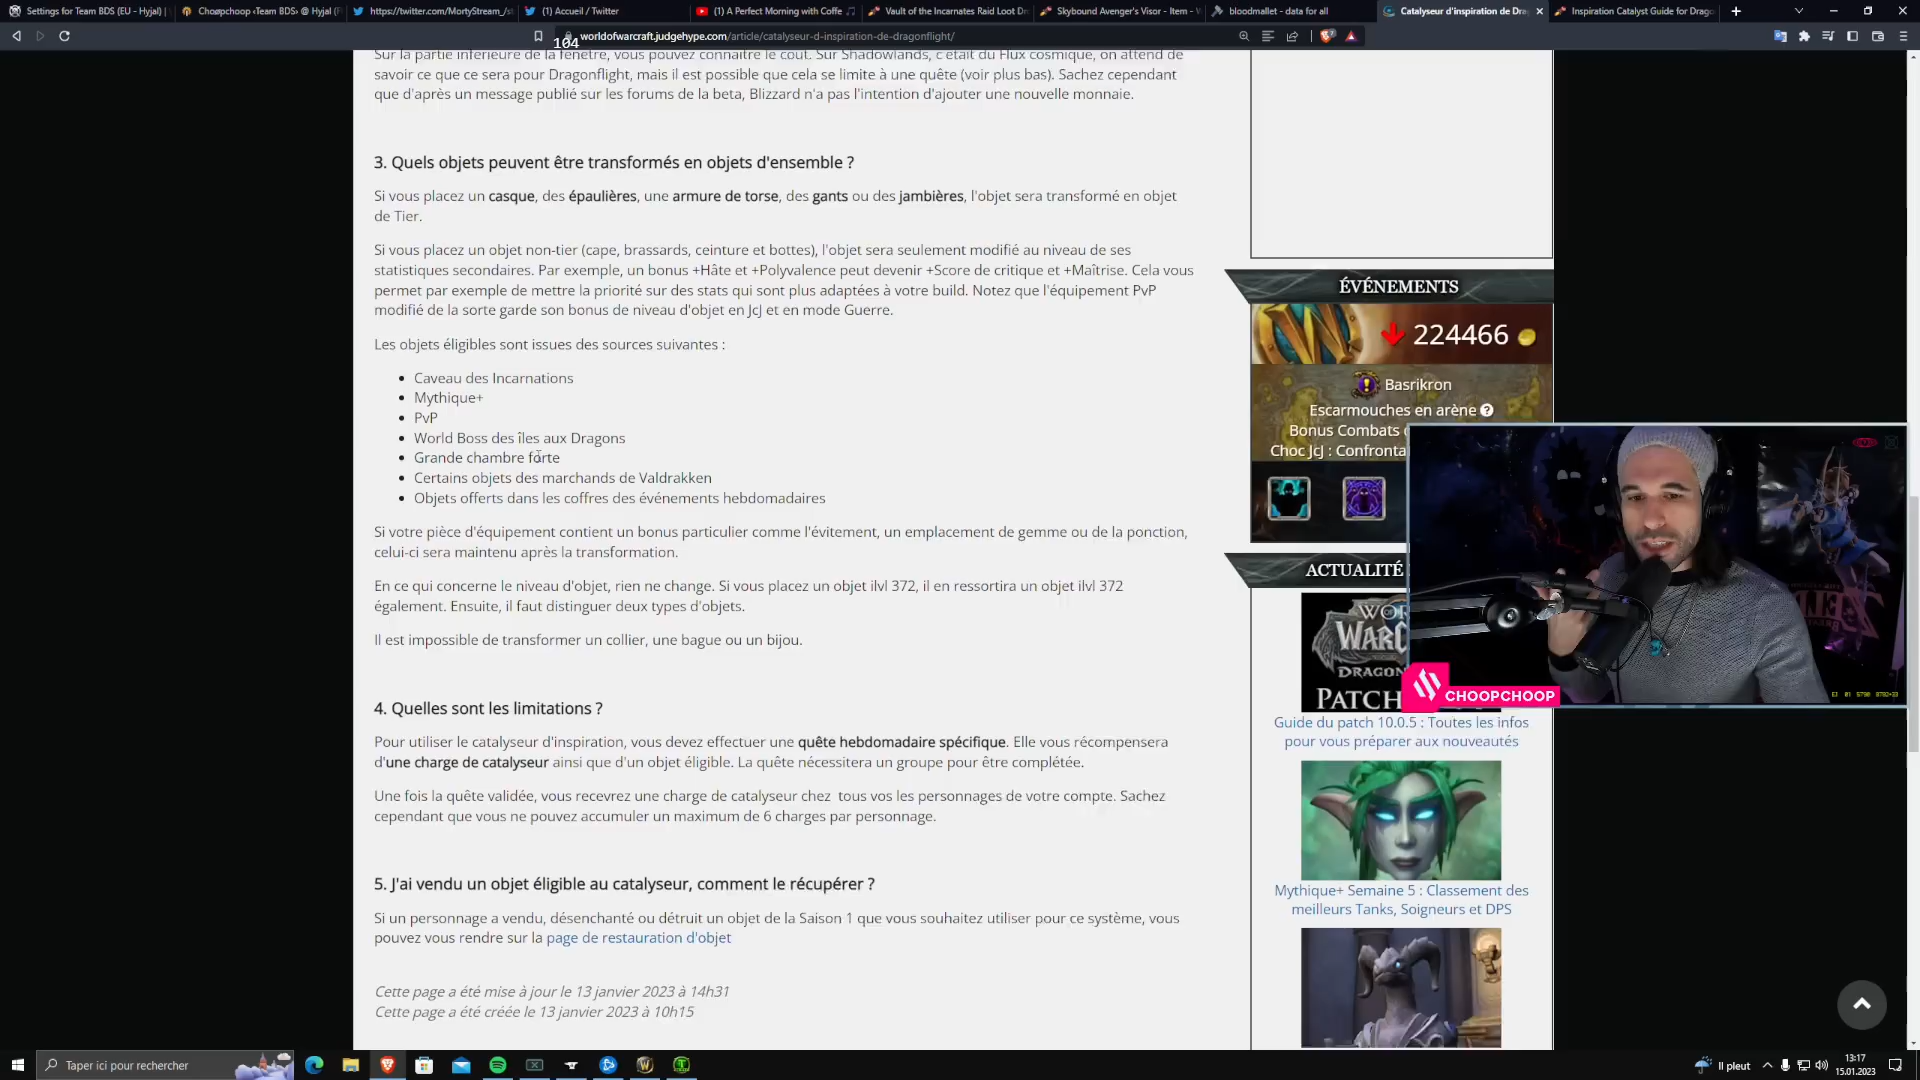 Settings for Team BDS (EU - Hyjal) |
Choopchoop ‹Team BDS› @ Hyjal (F
https://twitter.com/MortyStream_/st
(1) Accueil / Twitter
(1) A Perfect Morning with Coffe
Vault of the Incarnates Raid Loot Dr
Skybound Avenger's Visor - Item - W
bloodmallet - data for all
Catalyseur d'inspiration de Drag
Inspiration Catalyst Guide for Drago
104
worldofwarcraft.judgehype.com/article/catalyseur-d-inspiration-de-dragonflight/
Sur la partie inférieure de la fenêtre, vous pouvez connaître le coût. Sur Shadowlands, c'était du Flux cosmique, on attend de
savoir ce que ce sera pour Dragonflight, mais il est possible que cela se limite à une quête (voir plus bas). Sachez cependant
que d'après un message publié sur les forums de la beta, Blizzard n'a pas l'intention d'ajouter une nouvelle monnaie.
3. Quels objets peuvent être transformés en objets d'ensemble ?
Si vous placez un casque, des épaulières, une armure de torse, des gants ou des jambières, l'objet sera transformé en objet
de Tier.
Si vous placez un objet non-tier (cape, brassards, ceinture et bottes), l'objet sera seulement modifié au niveau de ses
statistiques secondaires. Par exemple, un bonus +Hâte et +Polyvalence peut devenir +Score de critique et +Maîtrise. Cela vous
permet par exemple de mettre la priorité sur des stats qui sont plus adaptées à votre build. Notez que l'équipement PvP
modifié de la sorte garde son bonus de niveau d'objet en JcJ et en mode Guerre.
Les objets éligibles sont issues des sources suivantes :
• Caveau des Incarnations
• Mythique+
• PvP
• World Boss des îles aux Dragons
• Grande chambre forte
• Certains objets des marchands de Valdrakken
• Objets offerts dans les coffres des événements hebdomadaires
Si votre pièce d'équipement contient un bonus particulier comme l'évitement, un emplacement de gemme ou de la ponction,
celui-ci sera maintenu après la transformation.
En ce qui concerne le niveau d'objet, rien ne change. Si vous placez un objet ilvl 372, il en ressortira un objet ilvl 372
également. Ensuite, il faut distinguer deux types d'objets.
Il est impossible de transformer un collier, une bague ou un bijou.
4. Quelles sont les limitations ?
Pour utiliser le catalyseur d'inspiration, vous devez effectuer une quête hebdomadaire spécifique. Elle vous récompensera
d'une charge de catalyseur ainsi que d'un objet éligible. La quête nécessitera un groupe pour être complétée.
Une fois la quête validée, vous recevrez une charge de catalyseur chez  tous vos les personnages de votre compte. Sachez
cependant que vous ne pouvez accumuler un maximum de 6 charges par personnage.
5. J'ai vendu un objet éligible au catalyseur, comment le récupérer ?
Si un personnage a vendu, désenchanté ou détruit un objet de la Saison 1 que vous souhaitez utiliser pour ce système, vous
pouvez vous rendre sur la page de restauration d'objet
Cette page a été mise à jour le 13 janvier 2023 à 14h31
Cette page a été créée le 13 janvier 2023 à 10h15
ÉVÉNEMENTS
224466
Basrikron
Escarmouches en arène ?
Bonus Combats
Choc JcJ : Confronta
ACTUALITÉ
WARC
DRAGON
PATCH
CHOOPCHOOP
Guide du patch 10.0.5 : Toutes les infos
pour vous préparer aux nouveautés
Mythique+ Semaine 5 : Classement des
meilleurs Tanks, Soigneurs et DPS
Taper ici pour rechercher
Il pleut
13:17
15.01.2023